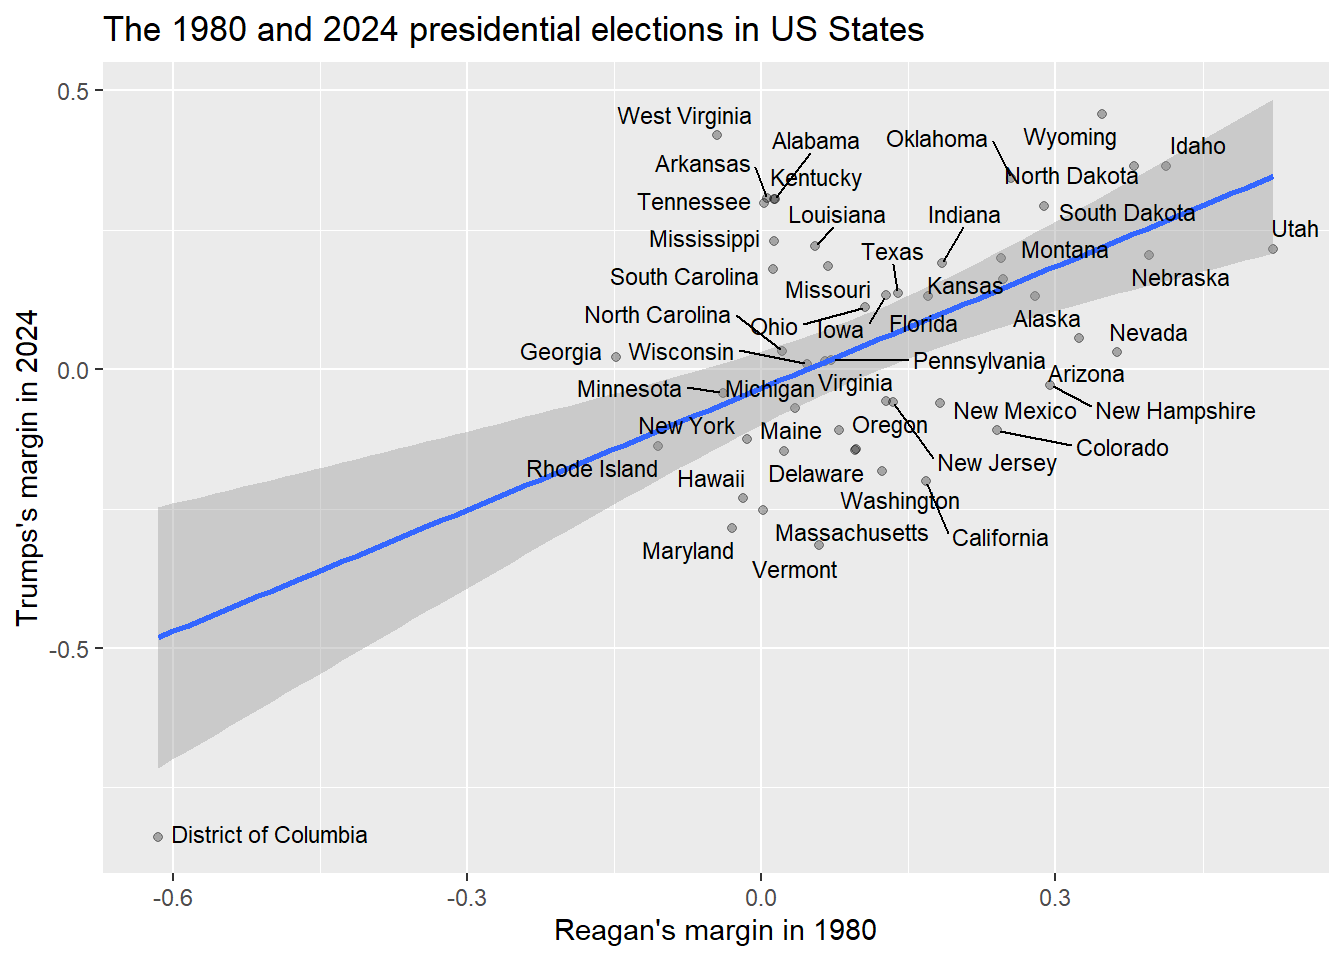 The 1980 and 2024 presidential elections in US States
0.5
West Virginia
Alabama
Oklahoma
Wyoming
Idaho
Arkansas
Kentucky
North Dakota
Tennessee
Louisiana
Indiana
South Dakota
Utah
Mississippi
Texas
Montana
South Carolina
Missouri
Kansas
Nebraska
North Carolina
Ohio
Iowa
Florida
Alaska
Nevada
0.0
Georgia
Wisconsin
Pennsylvania
Arizona
Minnesota
Michigan
Virginia
New Mexico
New Hampshire
New York
Maine
Oregon
Colorado
Rhode Island
Hawaii
Delaware
New Jersey
Washington
Massachusetts
California
Maryland
Vermont
-0.5
District of Columbia
-0.6
-0.3
0.0
0.3
Reagan's margin in 1980
Trumps's margin in 2024